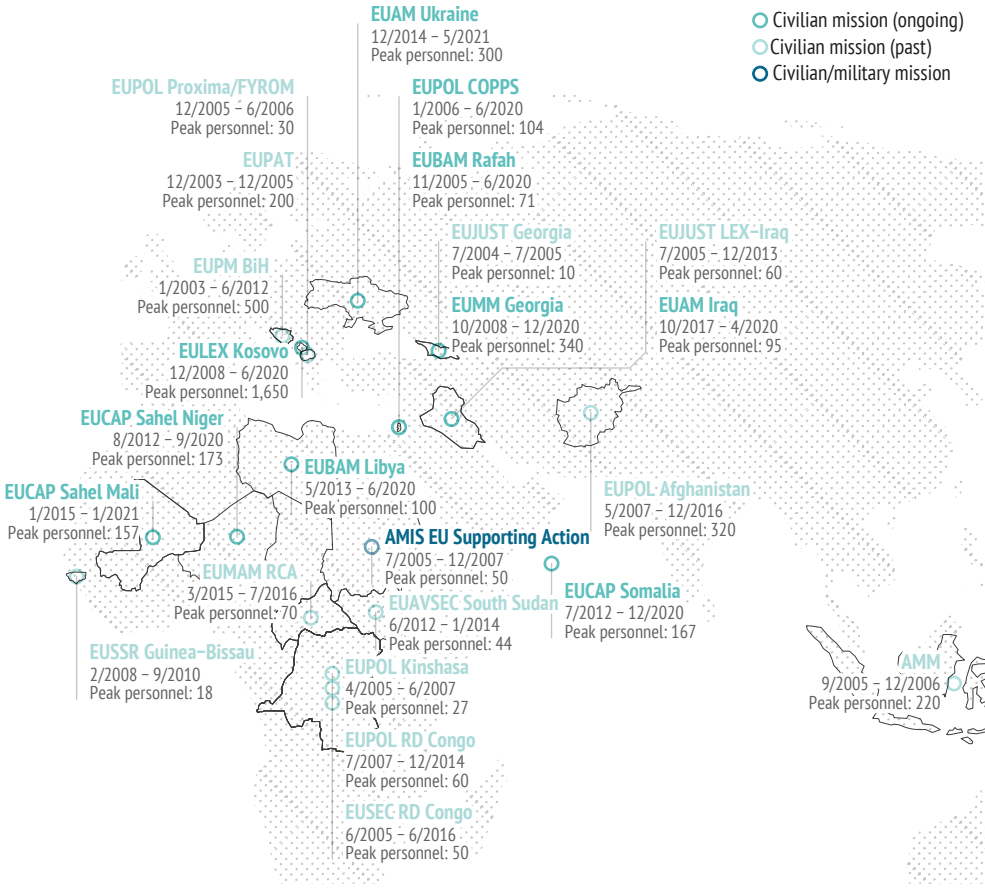 EUAM Ukraine
12/2014 – 5/2021
Peak personnel: 300
Civilian mission (ongoing)
Civilian mission (past)
Civilian/military mission
EUPOL Proxima/FYROM
12/2005 – 6/2006
Peak personnel: 30
EUPOL COPPS
1/2006 – 6/2020
Peak personnel: 104
EUPAT
12/2003 – 12/2005
Peak personnel: 200
EUBAM Rafah
11/2005 – 6/2020
Peak personnel: 71
EUJUST Georgia
7/2004 – 7/2005
Peak personnel: 10
EUJUST LEX–Iraq
7/2005 – 12/2013
Peak personnel: 60
EUPM BiH
1/2003 – 6/2012
Peak personnel: 500
EUMM Georgia
10/2008 – 12/2020
Peak personnel: 340
EUAM Iraq
10/2017 – 4/2020
Peak personnel: 95
EULEX Kosovo
12/2008 – 6/2020
Peak personnel: 1,650
EUCAP Sahel Niger
8/2012 – 9/2020
Peak personnel: 173
EUBAM Libya
5/2013 – 6/2020
Peak personnel: 100
EUCAP Sahel Mali
1/2015 – 1/2021
Peak personnel: 157
EUPOL Afghanistan
5/2007 – 12/2016
Peak personnel: 320
AMIS EU Supporting Action
7/2005 – 12/2007
Peak personnel: 50
EUMAM RCA
3/2015 – 7/2016
Peak personnel: 70
EUCAP Somalia
7/2012 – 12/2020
Peak personnel: 167
EUAVSEC South Sudan
6/2012 – 1/2014
Peak personnel: 44
EUSSR Guinea–Bissau
2/2008 – 9/2010
Peak personnel: 18
EUPOL Kinshasa
4/2005 – 6/2007
Peak personnel: 27
AMM
9/2005 – 12/2006
Peak personnel: 220
EUPOL RD Congo
7/2007 – 12/2014
Peak personnel: 60
EUSEC RD Congo
6/2005 – 6/2016
Peak personnel: 50